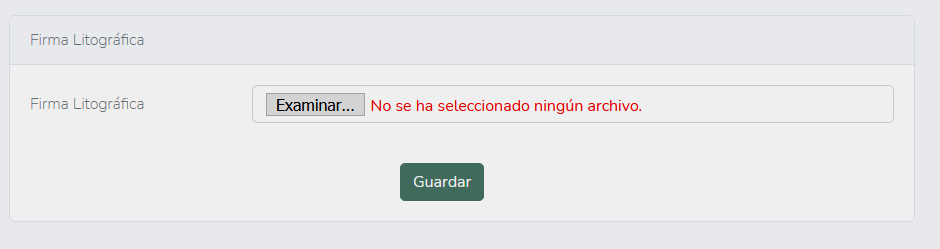 Firma Litográfica
Firma Litográfica
Examinar... No se ha seleccionado ningún archivo.
Guardar